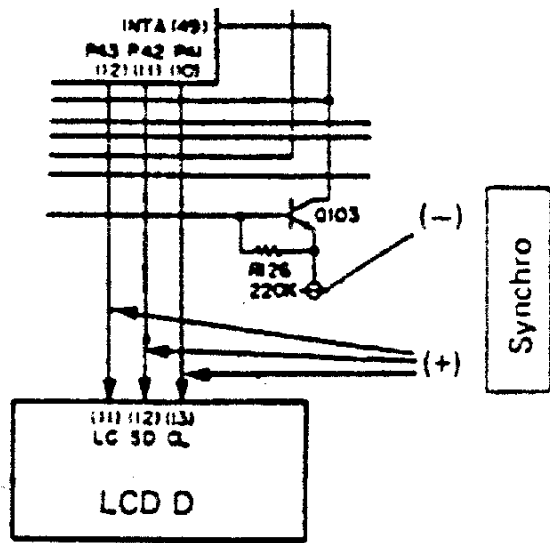 INTA (49)
P43 P42 P41
(12) (11) (10)
Q103
(−)
R126
220K
Synchro
(+)
(11) (12) (13)
LC SD CL
LCD D